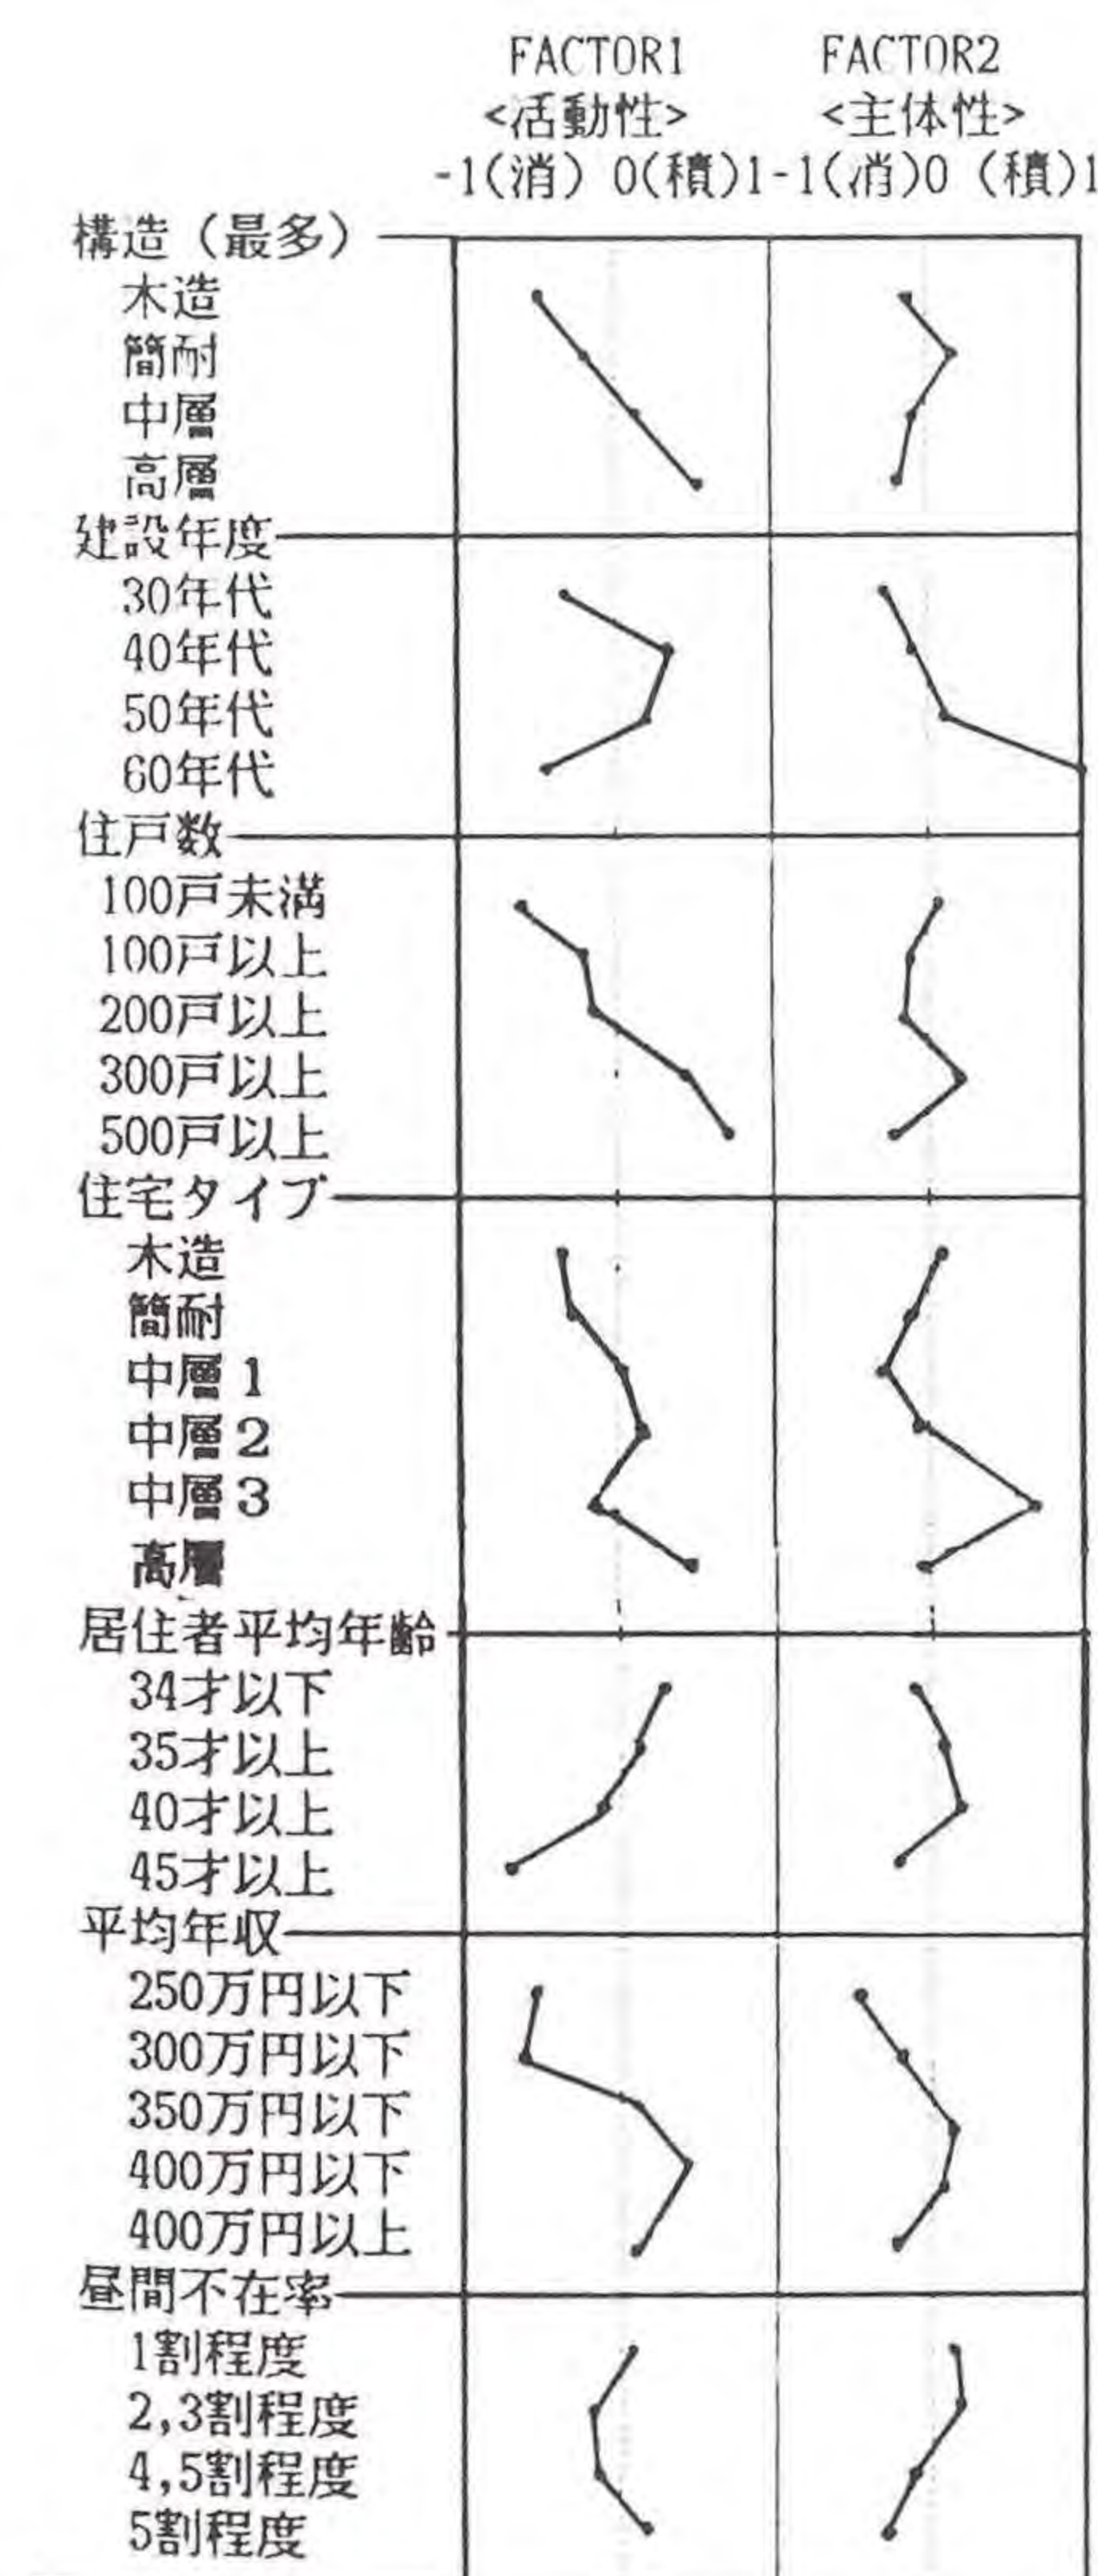 FACTOR1 FACTOR2
<活動性> <主体性>
-1(消) 0(積)1-1(消)0 (積)1
構造（最多）
木造
簡耐
中層
高層
建設年度
30年代
40年代
50年代
60年代
住戸数
100戸未満
100戸以上
200戸以上
300戸以上
500戸以上
住宅タイプ
木造
簡耐
中層1
中層2
中層3
高層
居住者平均年齢
34才以下
35才以上
40才以上
45才以上
平均年収
250万円以下
300万円以下
350万円以下
400万円以下
400万円以上
昼間不在率
1割程度
2,3割程度
4,5割程度
5割程度